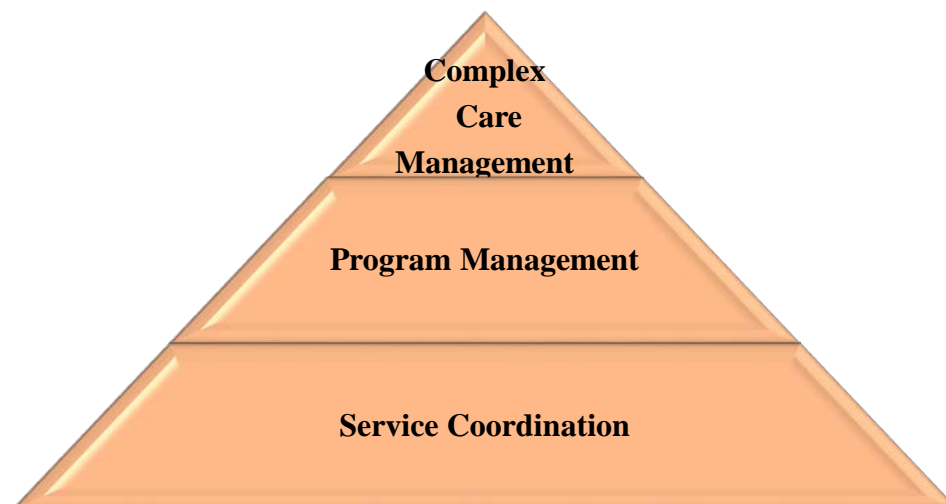 Complex
Care
Management
Program Management
Service Coordination